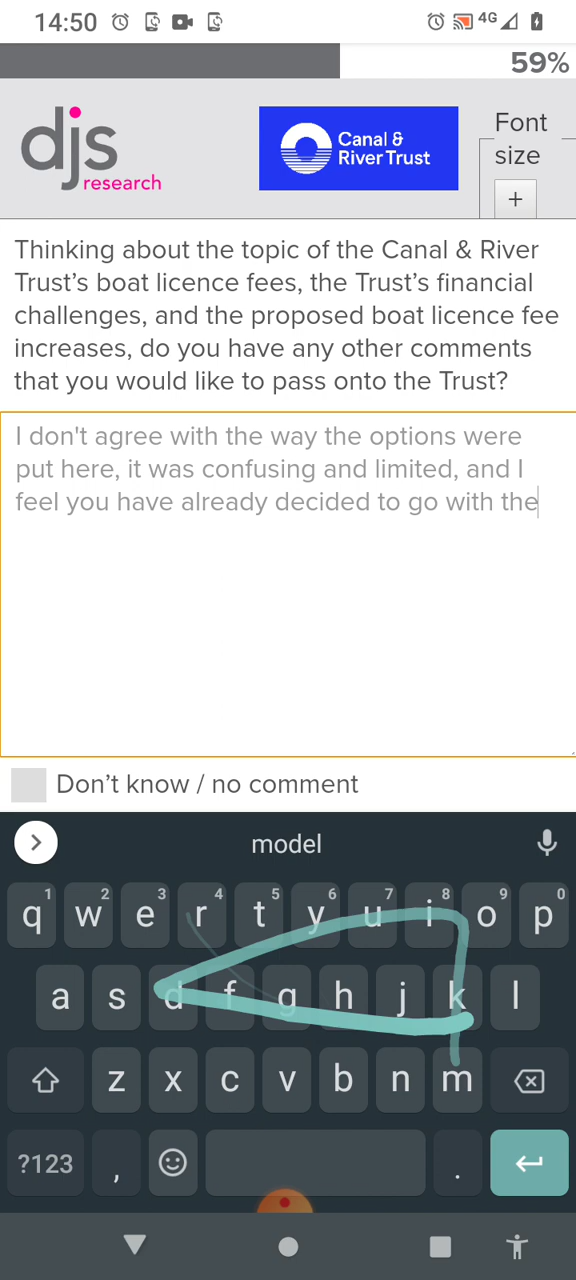 14:50
4G
59%
djs
research
Canal &
River Trust
Font
size
+
Thinking about the topic of the Canal & River
Trust’s boat licence fees, the Trust’s financial
challenges, and the proposed boat licence fee
increases, do you have any other comments
that you would like to pass onto the Trust?
I don't agree with the way the options were
put here, it was confusing and limited, and I
feel you have already decided to go with the
Don’t know / no comment
model
1 2 3 4 5 6 7 8 9 0
q w e r t y u i o p
a s d f g h j k l
z x c v b n m
?123 , .